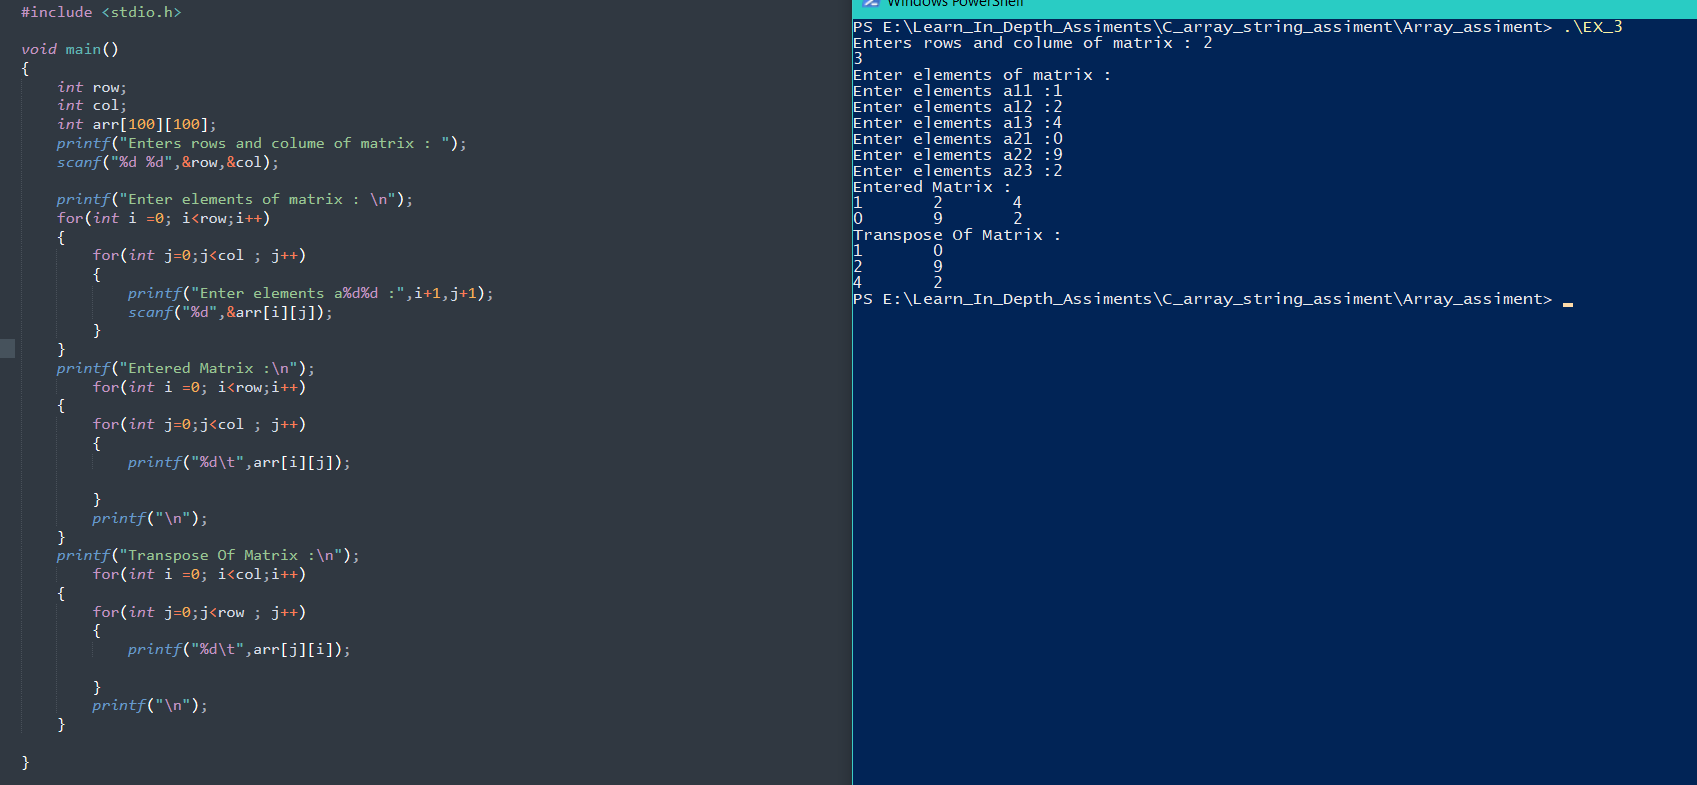 #include <stdio.h>
void main()
{
int row;
int col;
int arr[100][100];
printf("Enters rows and colume of matrix : ");
scanf("%d %d",&row,&col);
printf("Enter elements of matrix : \n");
for(int i =0; i<row;i++)
{
for(int j=0;j<col ; j++)
{
printf("Enter elements a%d%d :",i+1,j+1);
scanf("%d",&arr[i][j]);
}
}
printf("Entered Matrix :\n");
for(int i =0; i<row;i++)
{
for(int j=0;j<col ; j++)
{
printf("%d\t",arr[i][j]);
}
printf("\n");
}
printf("Transpose Of Matrix :\n");
for(int i =0; i<col;i++)
{
for(int j=0;j<row ; j++)
{
printf("%d\t",arr[j][i]);
}
printf("\n");
}
}
Windows PowerShell
PS E:\Learn_In_Depth_Assiments\C_array_string_assiment\Array_assiment> .\EX_3
Enters rows and colume of matrix : 2
3
Enter elements of matrix :
Enter elements a11 :1
Enter elements a12 :2
Enter elements a13 :4
Enter elements a21 :0
Enter elements a22 :9
Enter elements a23 :2
Entered Matrix :
1 2 4
0 9 2
Transpose Of Matrix :
1 0
2 9
4 2
PS E:\Learn_In_Depth_Assiments\C_array_string_assiment\Array_assiment>